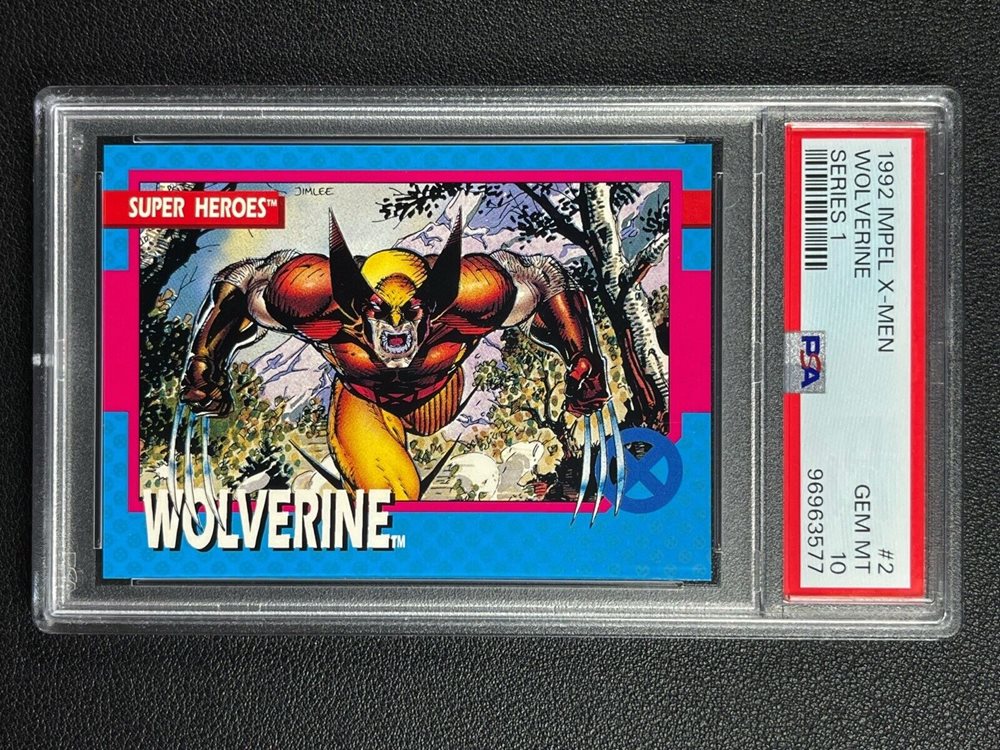 JIMLEE
SUPER HEROES™
WOLVERINE™
1992 IMPEL X-MEN
WOLVERINE
SERIES 1
PSA
#2
GEM MT
10
96963577